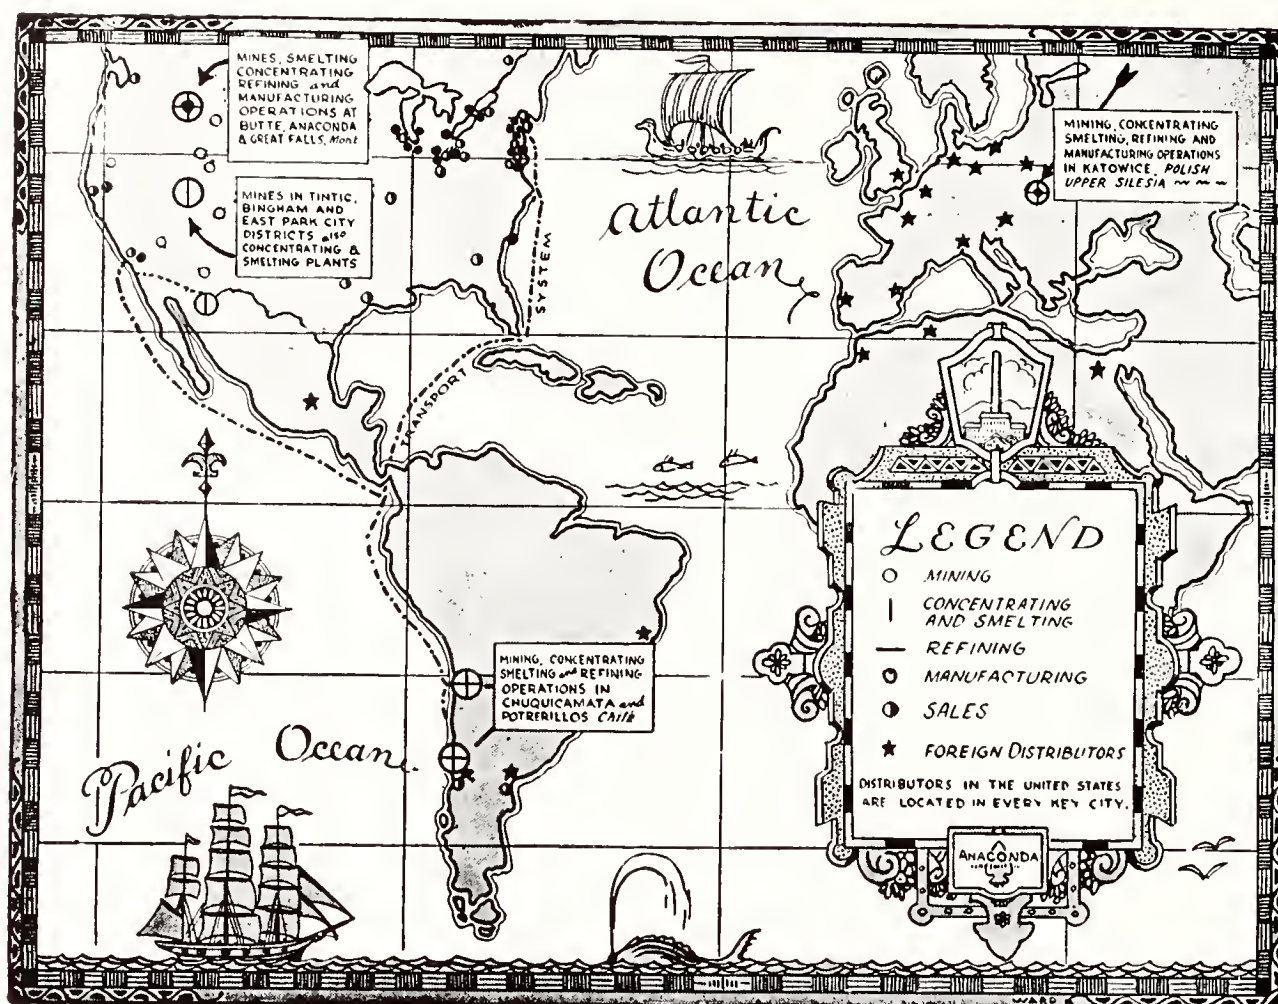 MINES, SMELTING
CONCENTRATING
REFINING and
MANUFACTURING
OPERATIONS AT
BUTTE, ANACONDA
& GREAT FALLS, Mont
MINES IN TINTIC,
BINGHAM AND
EAST PARK CITY
DISTRICTS also
CONCENTRATING &
SMELTING PLANTS
MINING, CONCENTRATING
SMELTING, REFINING AND
MANUFACTURING OPERATIONS
IN KATOWICE, POLISH
UPPER SILESIA
Atlantic
Ocean
TRANSPORT
SYSTEM
MINING, CONCENTRATING
SMELTING and REFINING
OPERATIONS IN
CHUQUICAMATA and
POTRERILLOS Chile
Pacific Ocean
LEGEND
MINING
CONCENTRATING
AND SMELTING
REFINING
MANUFACTURING
SALES
FOREIGN DISTRIBUTORS
DISTRIBUTORS IN THE UNITED STATES
ARE LOCATED IN EVERY KEY CITY.
ANACONDA
WARD